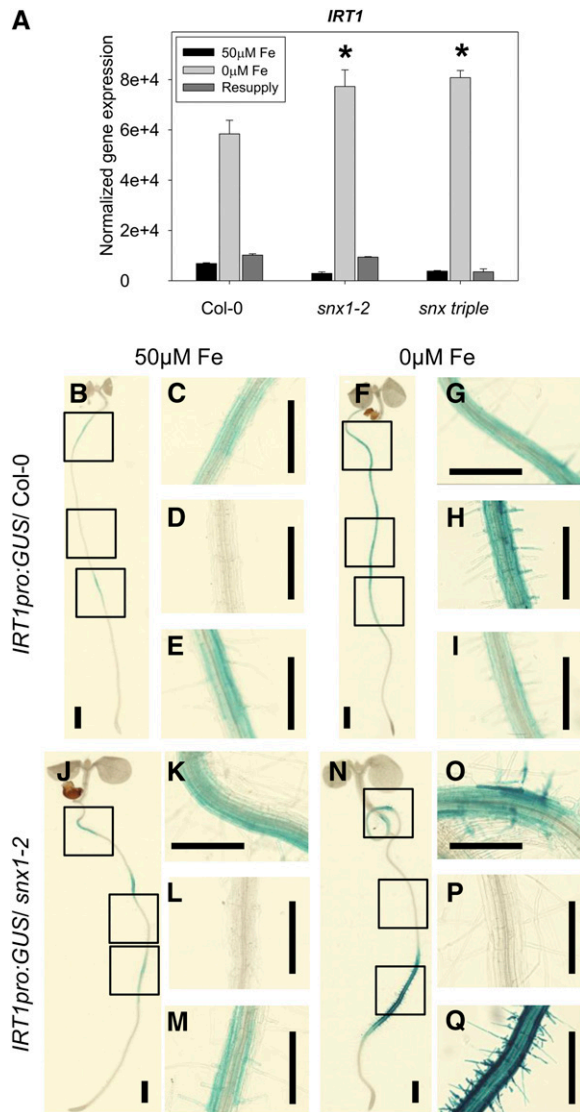 A
IRT1
50µM Fe
0µM Fe
Resupply
Normalized gene expression
8e+4
6e+4
4e+4
2e+4
0
* *
Col-0 snx1-2 snx triple
50µM Fe 0µM Fe
IRT1pro:GUS/ Col-0
B C F G
D H
E I
IRT1pro:GUS/ snx1-2
J K N O
L P
M Q